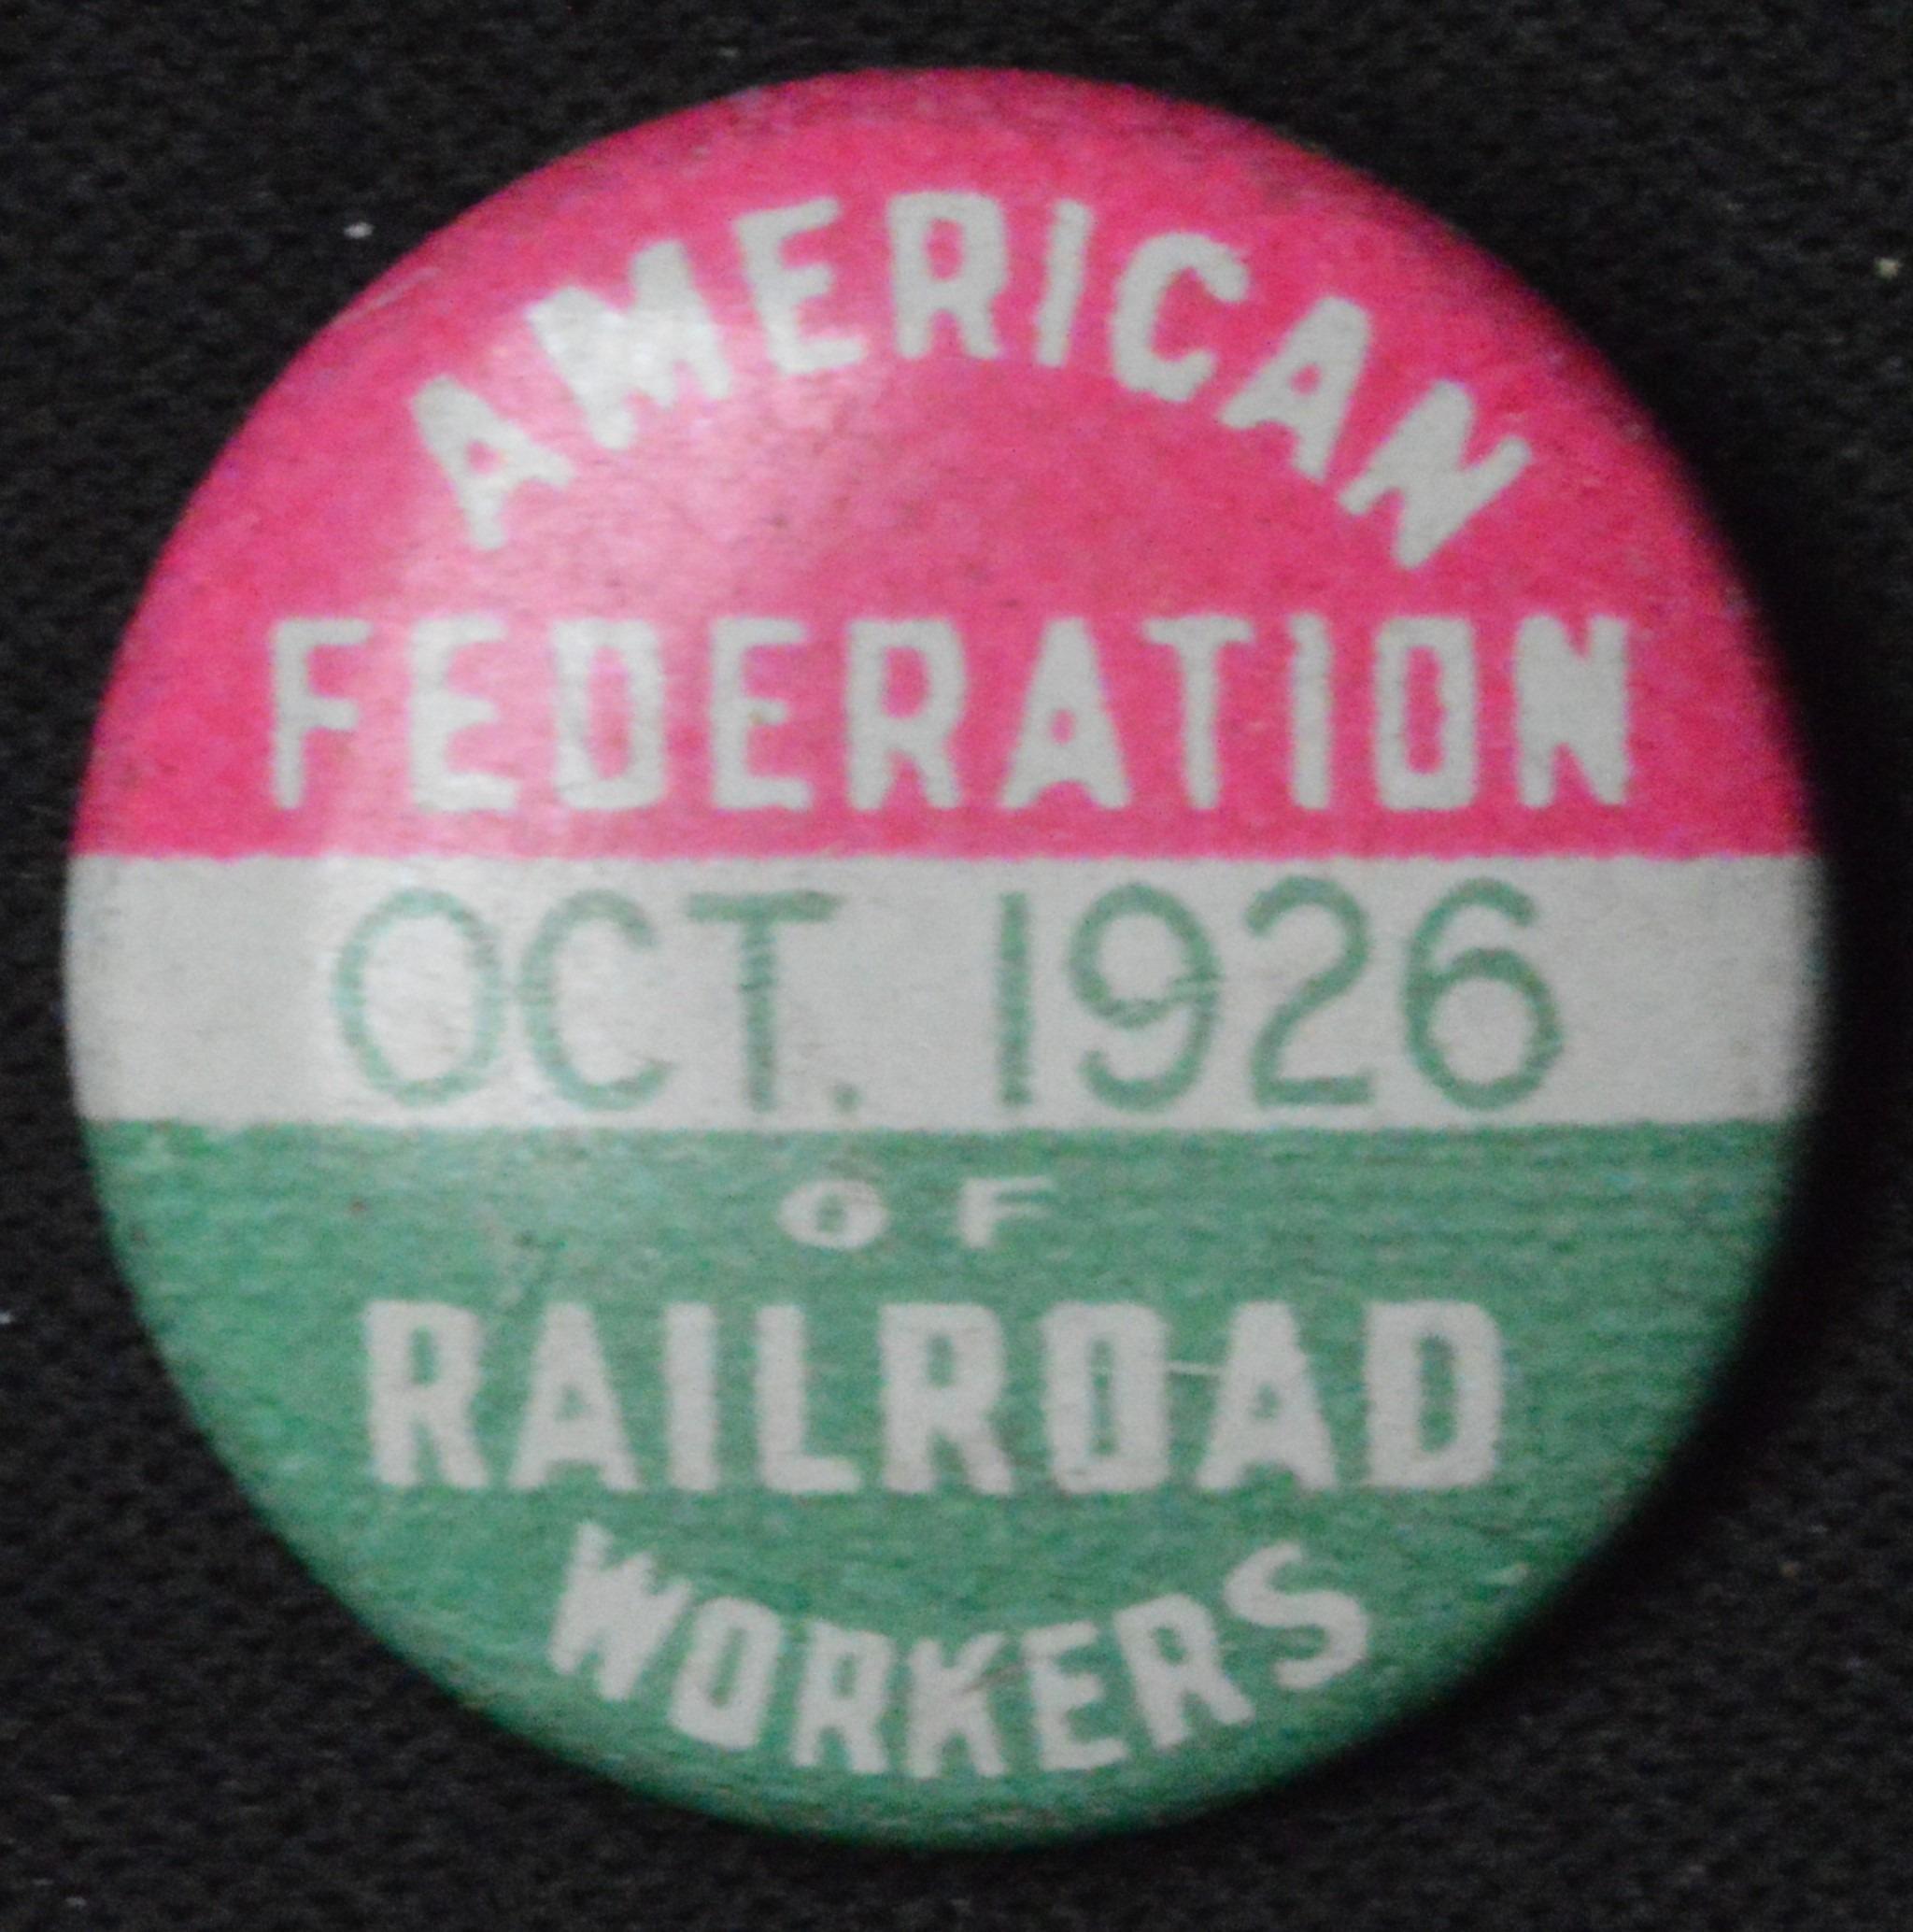 AMERICAN
FEDERATION
OCT. 1926
OF
RAILROAD
WORKERS